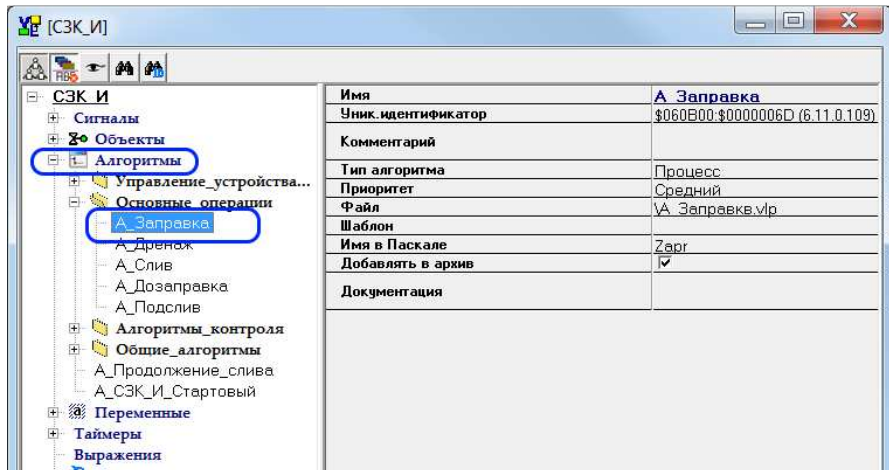 [СЗК_И]
СЗК И
Сигналы
Объекты
Алгоритмы
Управление_устройства...
Основные_операции
А_Заправка
А_Дренаж
А_Слив
А_Дозаправка
А_Подслив
Алгоритмы_контроля
Общие_алгоритмы
А_Продолжение_слива
А_СЗК_И_Стартовый
Переменные
Таймеры
Выражения
Имя А_Заправка
Уник.идентификатор $060B00:$0000006D (6.11.0.109)
Комментарий
Тип алгоритма Процесс
Приоритет Средний
Файл \А_Заправкв.vlp
Шаблон
Имя в Паскале Zapr
Добавлять в архив
Документация